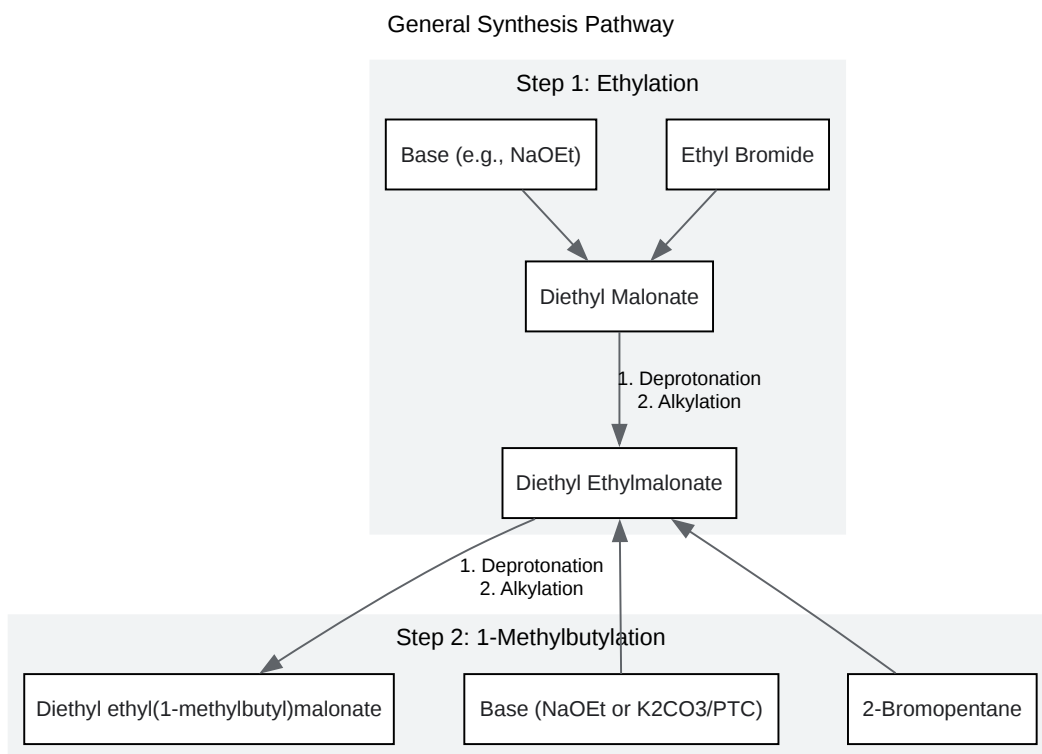 General Synthesis Pathway
Step 1: Ethylation
Base (e.g., NaOEt)
Ethyl Bromide
Diethyl Malonate
1. Deprotonation
2. Alkylation
Diethyl Ethylmalonate
1. Deprotonation
2. Alkylation
Step 2: 1-Methylbutylation
Diethyl ethyl(1-methylbutyl)malonate
Base (NaOEt or K2CO3/PTC)
2-Bromopentane